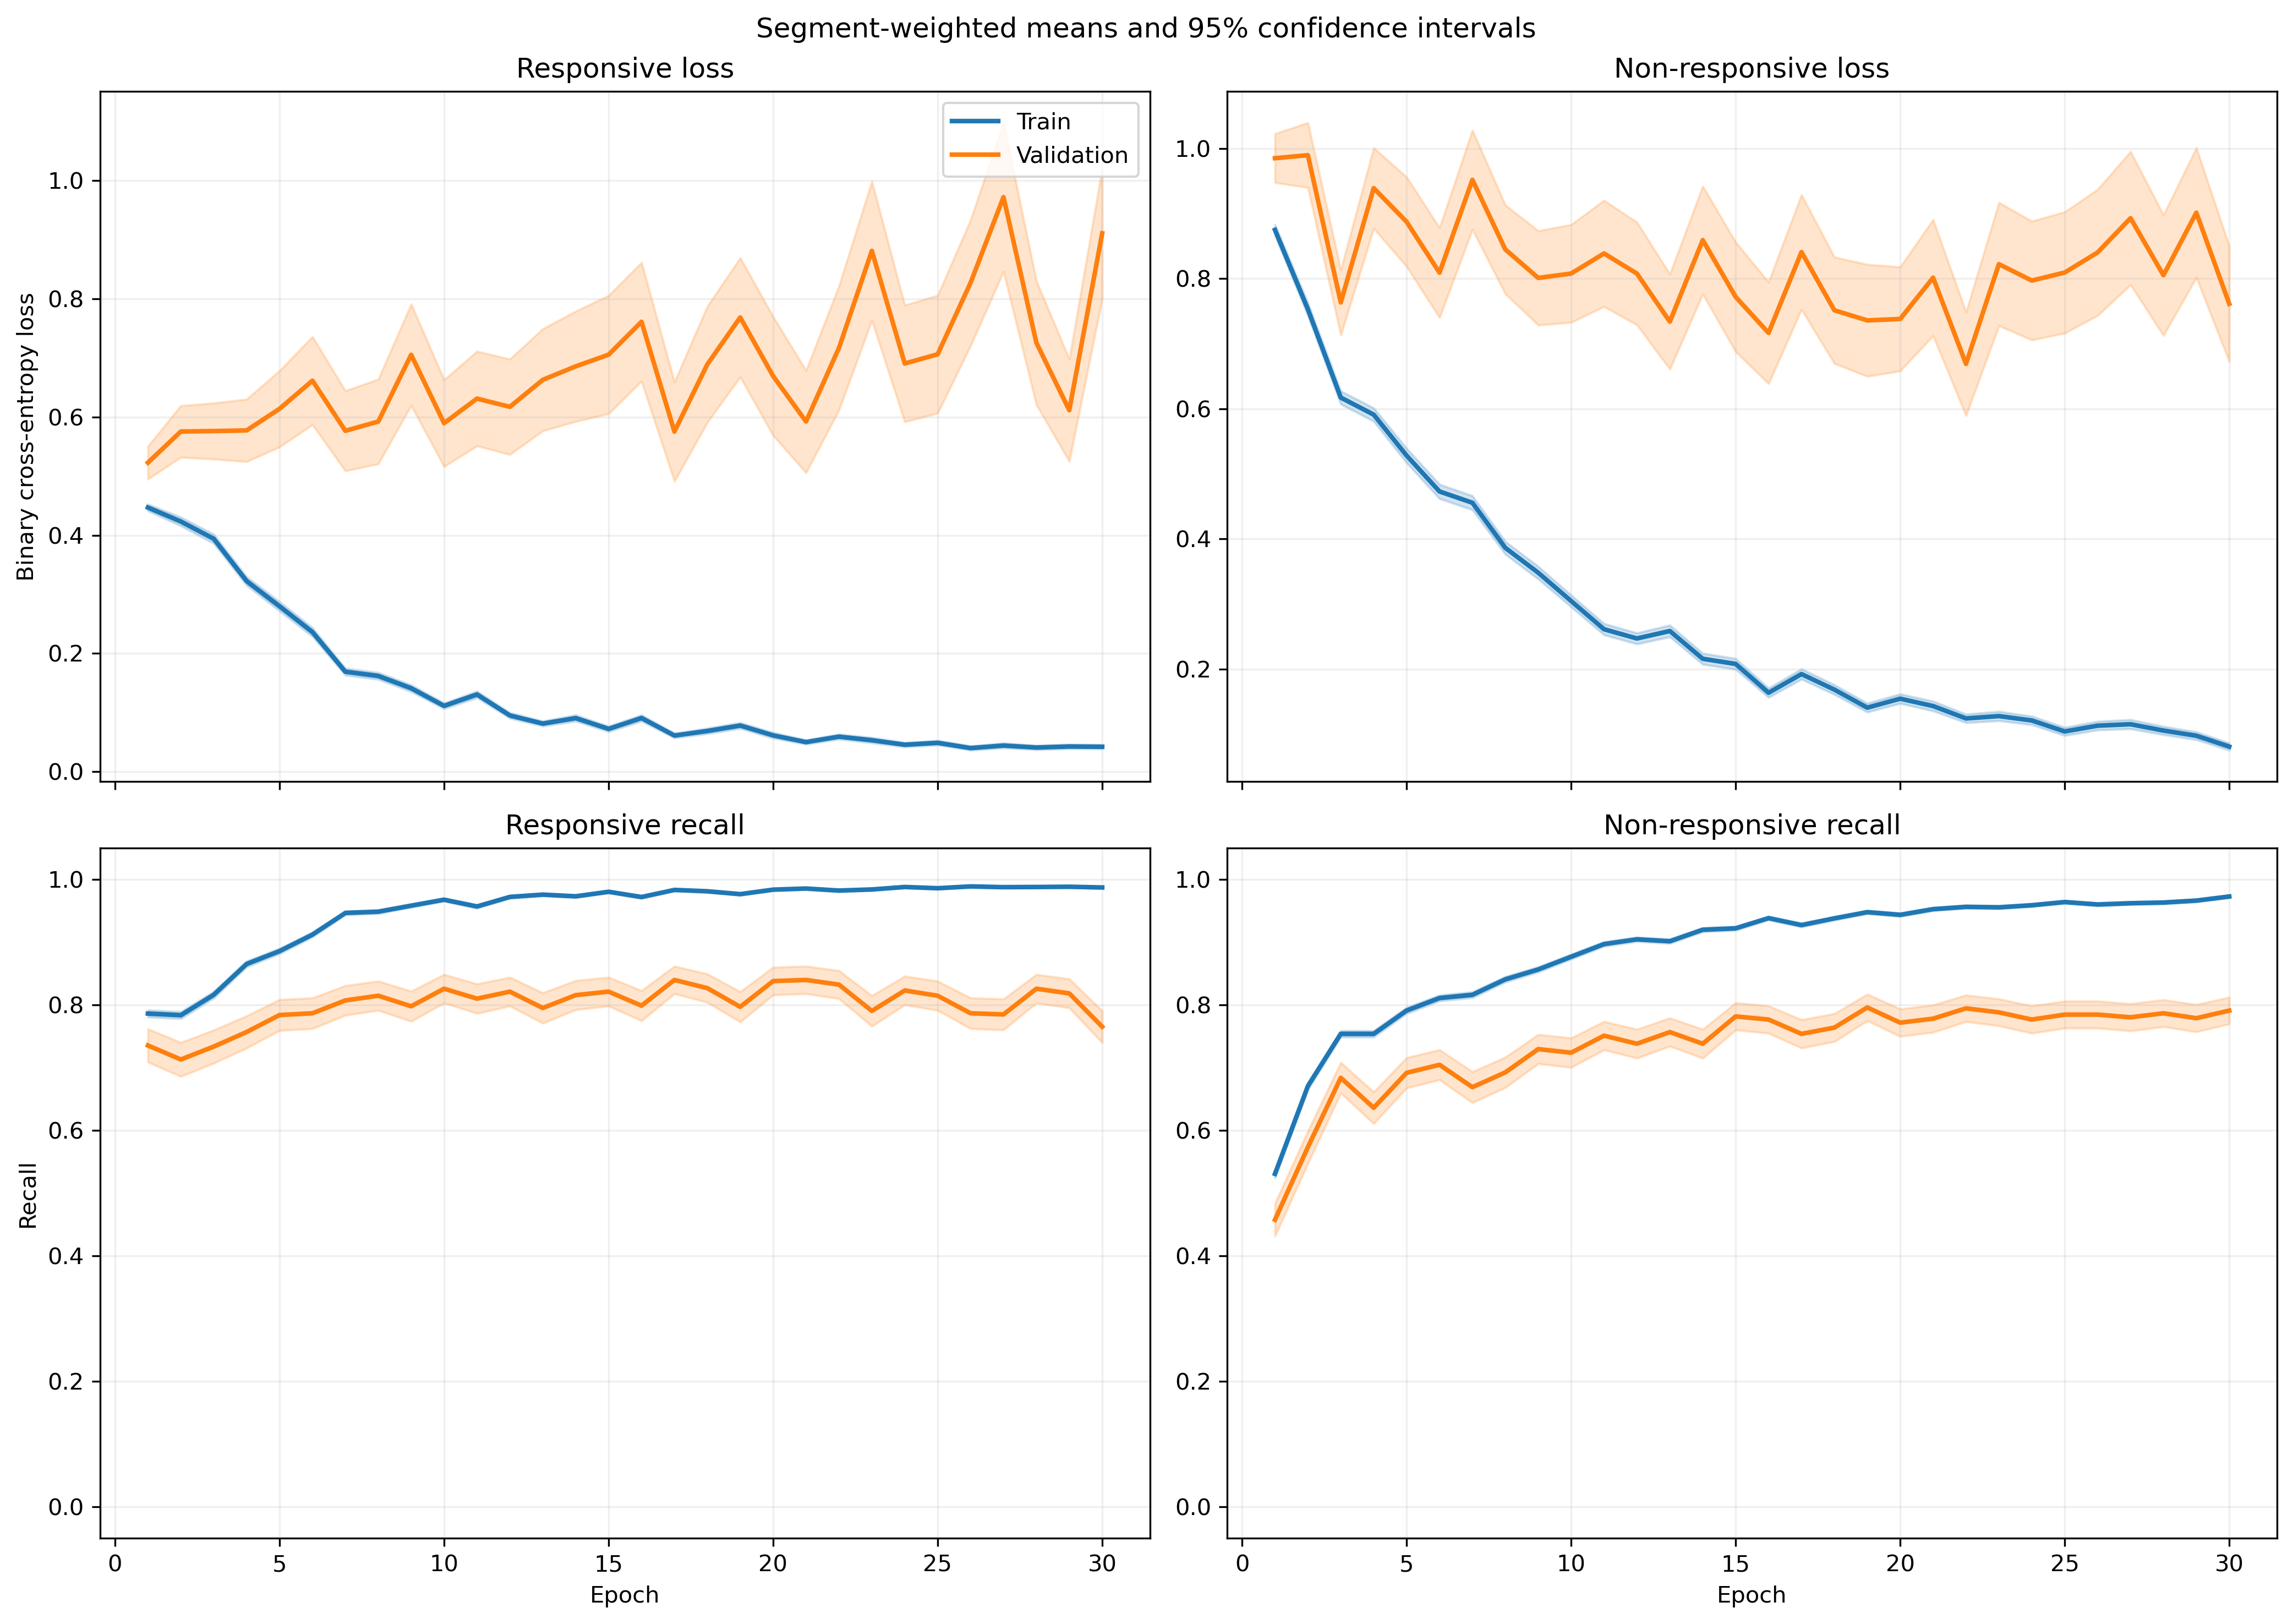 Segment-weighted means and 95% confidence intervals
Responsive loss
Non-responsive loss
Train
Validation
Binary cross-entropy loss
1.0
0.8
0.6
0.4
0.2
0.0
1.0
0.8
0.6
0.4
0.2
Responsive recall
Non-responsive recall
Recall
1.0
0.8
0.6
0.4
0.2
0.0
1.0
0.8
0.6
0.4
0.2
0.0
0 5 10 15 20 25 30
0 5 10 15 20 25 30
Epoch
Epoch